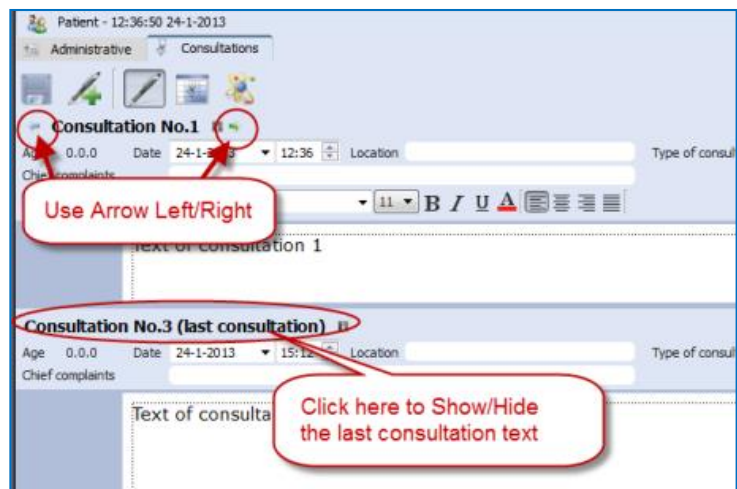 Patient - 12:36:50 24-1-2013
Administrative Consultations
Consultation No.1
Age 0.0.0 Date 24-1-2013 12:36 Location Type of consul
Chief complaints
Use Arrow Left/Right
11 B I U A
Text of consultation 1
Consultation No.3 (last consultation)
Age 0.0.0 Date 24-1-2013 15:12 Location Type of consul
Chief complaints
Text of consulta
Click here to Show/Hide
the last consultation text